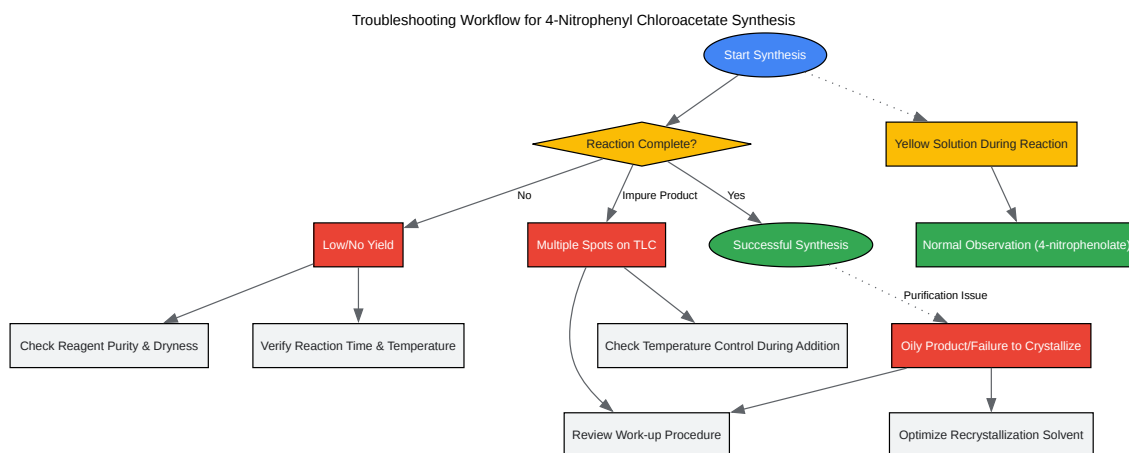 Troubleshooting Workflow for 4-Nitrophenyl Chloroacetate Synthesis
Start Synthesis
Reaction Complete?
Yellow Solution During Reaction
No
Impure Product
Yes
Low/No Yield
Multiple Spots on TLC
Successful Synthesis
Normal Observation (4-nitrophenolate)
Purification Issue
Check Reagent Purity & Dryness
Verify Reaction Time & Temperature
Check Temperature Control During Addition
Oily Product/Failure to Crystallize
Review Work-up Procedure
Optimize Recrystallization Solvent